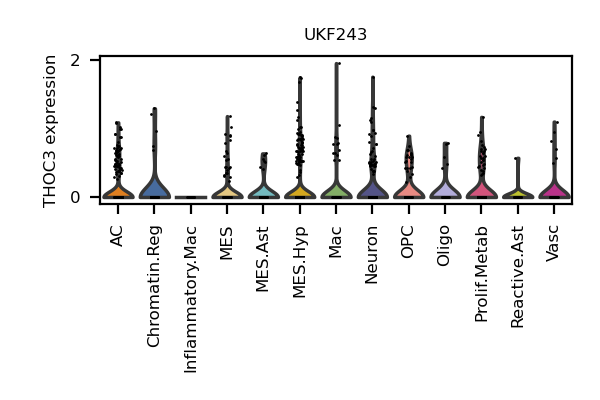 UKF243
THOC3 expression
2
0
AC
Chromatin.Reg
Inflammatory.Mac
MES
MES.Ast
MES.Hyp
Mac
Neuron
OPC
Oligo
Prolif.Metab
Reactive.Ast
Vasc